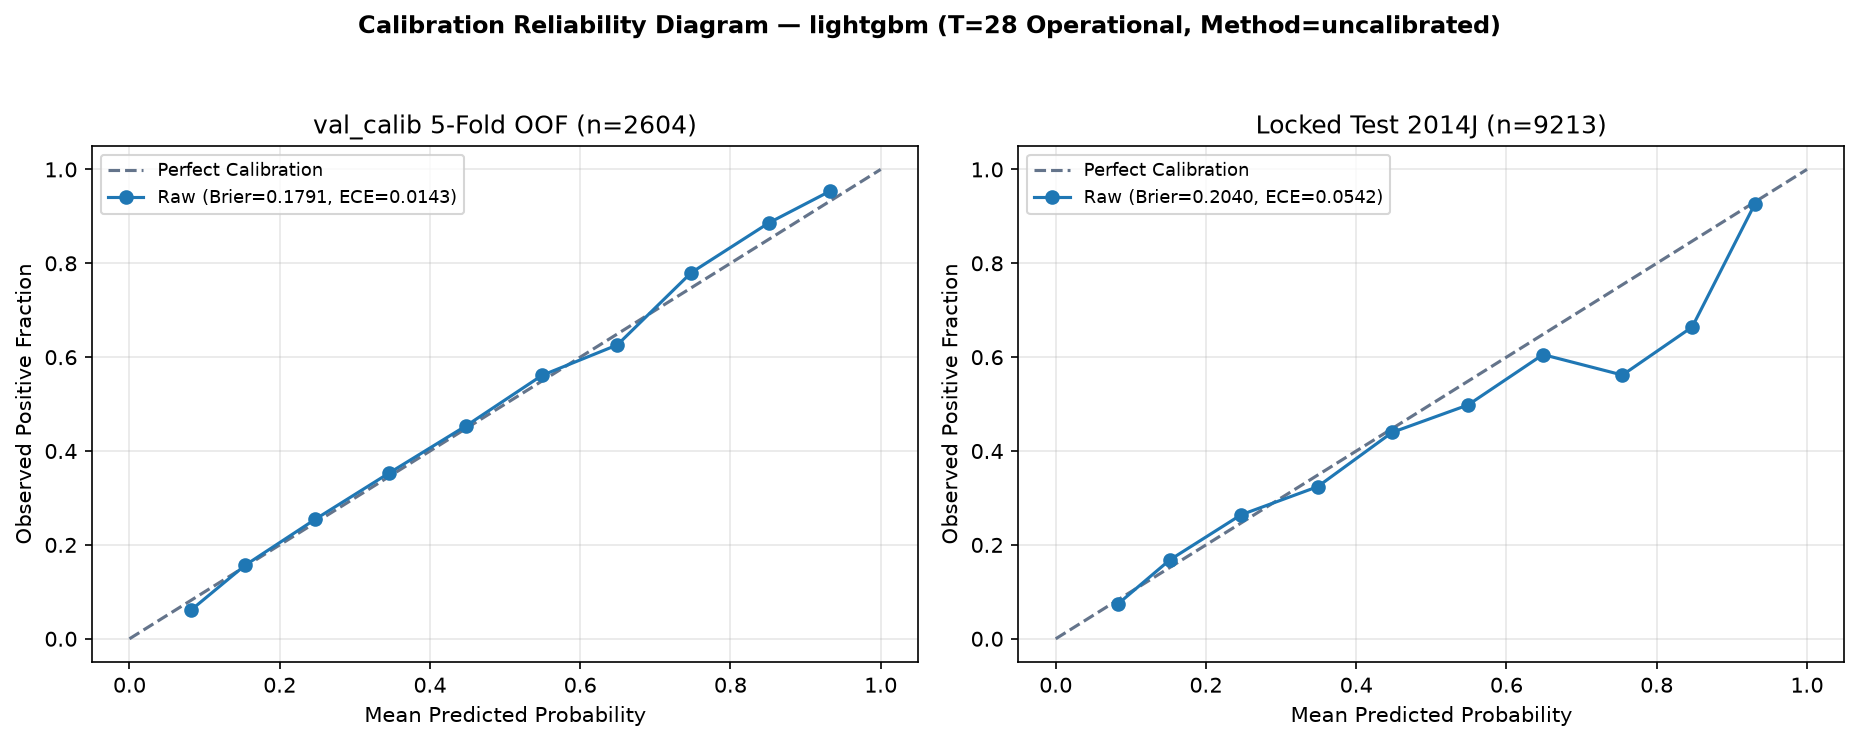 Calibration Reliability Diagram — lightgbm (T=28 Operational, Method=uncalibrated)
val_calib 5-Fold OOF (n=2604)
Perfect Calibration
Raw (Brier=0.1791, ECE=0.0143)
1.0
0.8
0.6
0.4
0.2
0.0
Observed Positive Fraction
0.0 0.2 0.4 0.6 0.8 1.0
Mean Predicted Probability
Locked Test 2014J (n=9213)
Perfect Calibration
Raw (Brier=0.2040, ECE=0.0542)
1.0
0.8
0.6
0.4
0.2
0.0
Observed Positive Fraction
0.0 0.2 0.4 0.6 0.8 1.0
Mean Predicted Probability